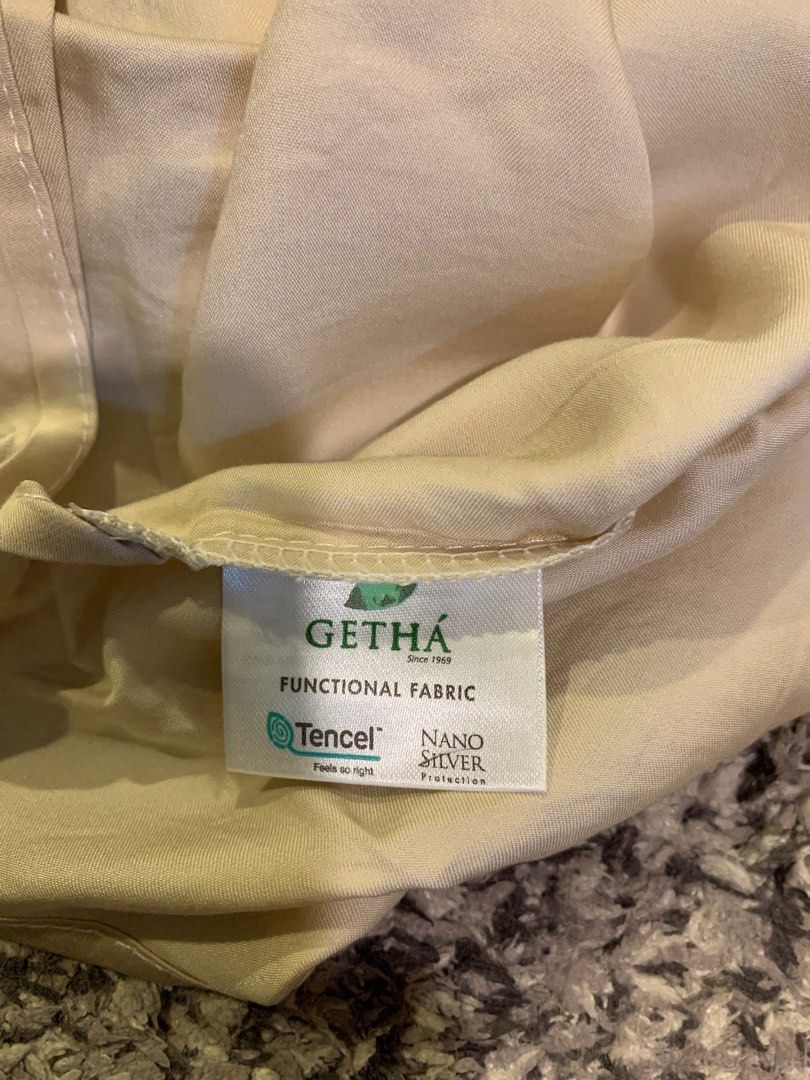 GETHÁ
Since 1969
FUNCTIONAL FABRIC
Tencel™
Feels so right
NANO
SILVER
Protection